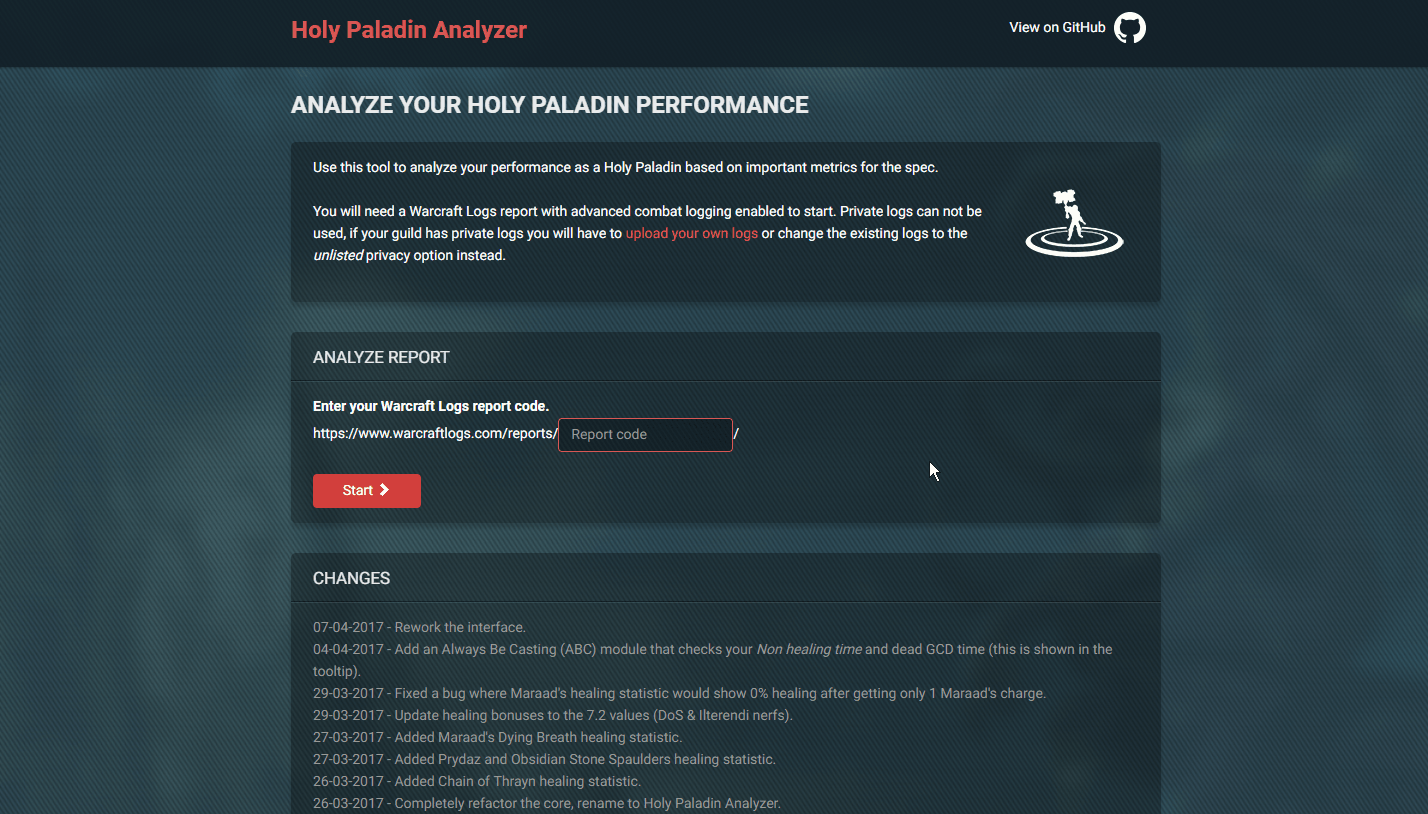 Holy Paladin Analyzer
View on GitHub
ANALYZE YOUR HOLY PALADIN PERFORMANCE
Use this tool to analyze your performance as a Holy Paladin based on important metrics for the spec.
You will need a Warcraft Logs report with advanced combat logging enabled to start. Private logs can not be
used, if your guild has private logs you will have to upload your own logs or change the existing logs to the
unlisted privacy option instead.
ANALYZE REPORT
Enter your Warcraft Logs report code.
https://www.warcraftlogs.com/reports/ Report code /
Start
CHANGES
07-04-2017 - Rework the interface.
04-04-2017 - Add an Always Be Casting (ABC) module that checks your Non healing time and dead GCD time (this is shown in the
tooltip).
29-03-2017 - Fixed a bug where Maraad's healing statistic would show 0% healing after getting only 1 Maraad's charge.
29-03-2017 - Update healing bonuses to the 7.2 values (DoS & Ilterendi nerfs).
27-03-2017 - Added Maraad's Dying Breath healing statistic.
27-03-2017 - Added Prydaz and Obsidian Stone Spaulders healing statistic.
26-03-2017 - Added Chain of Thrayn healing statistic.
26-03-2017 - Completely refactor the core, rename to Holy Paladin Analyzer.